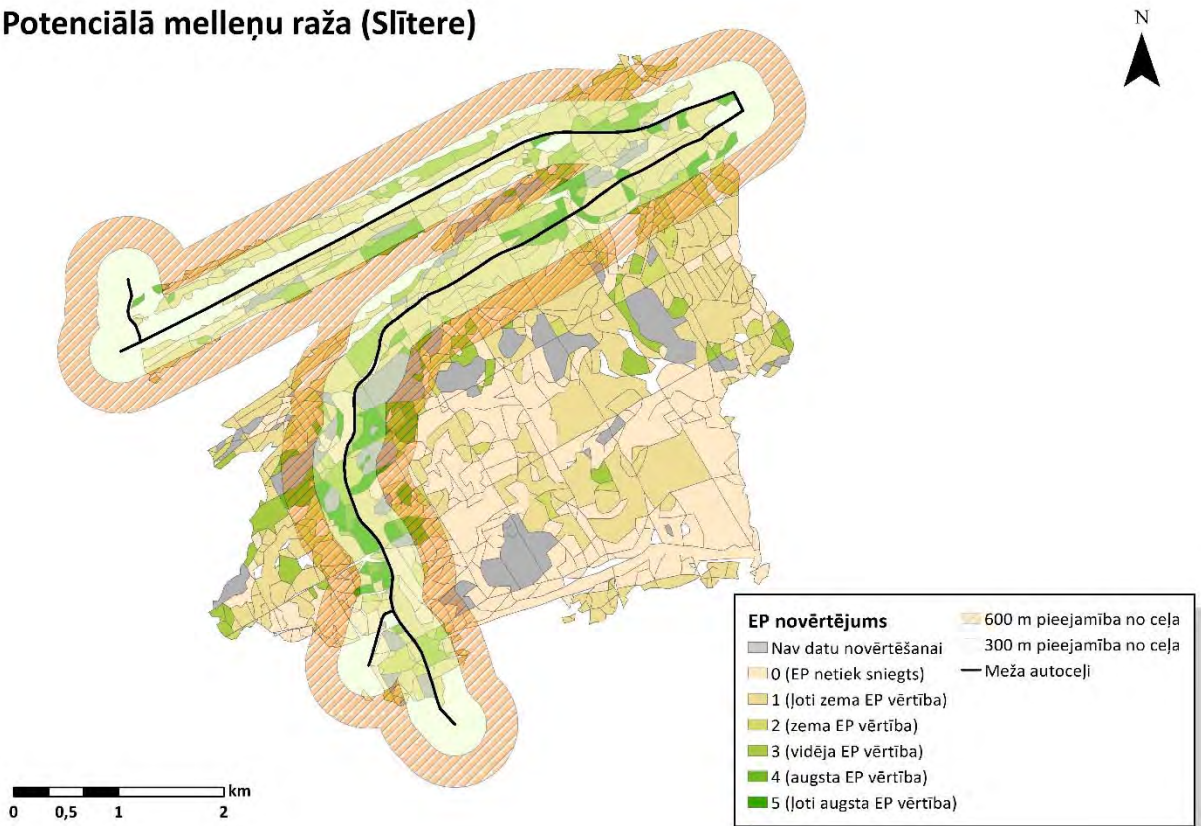 Potenciālā melleņu raža (Slītere)
N
EP novērtējums
Nav datu novērtēšanai
0 (EP netiek sniegts)
1 (ļoti zema EP vērtība)
2 (zema EP vērtība)
3 (vidēja EP vērtība)
4 (augsta EP vērtība)
5 (ļoti augsta EP vērtība)
600 m pieejamība no ceļa
300 m pieejamība no ceļa
Meža autoceļi
km
0 0,5 1 2